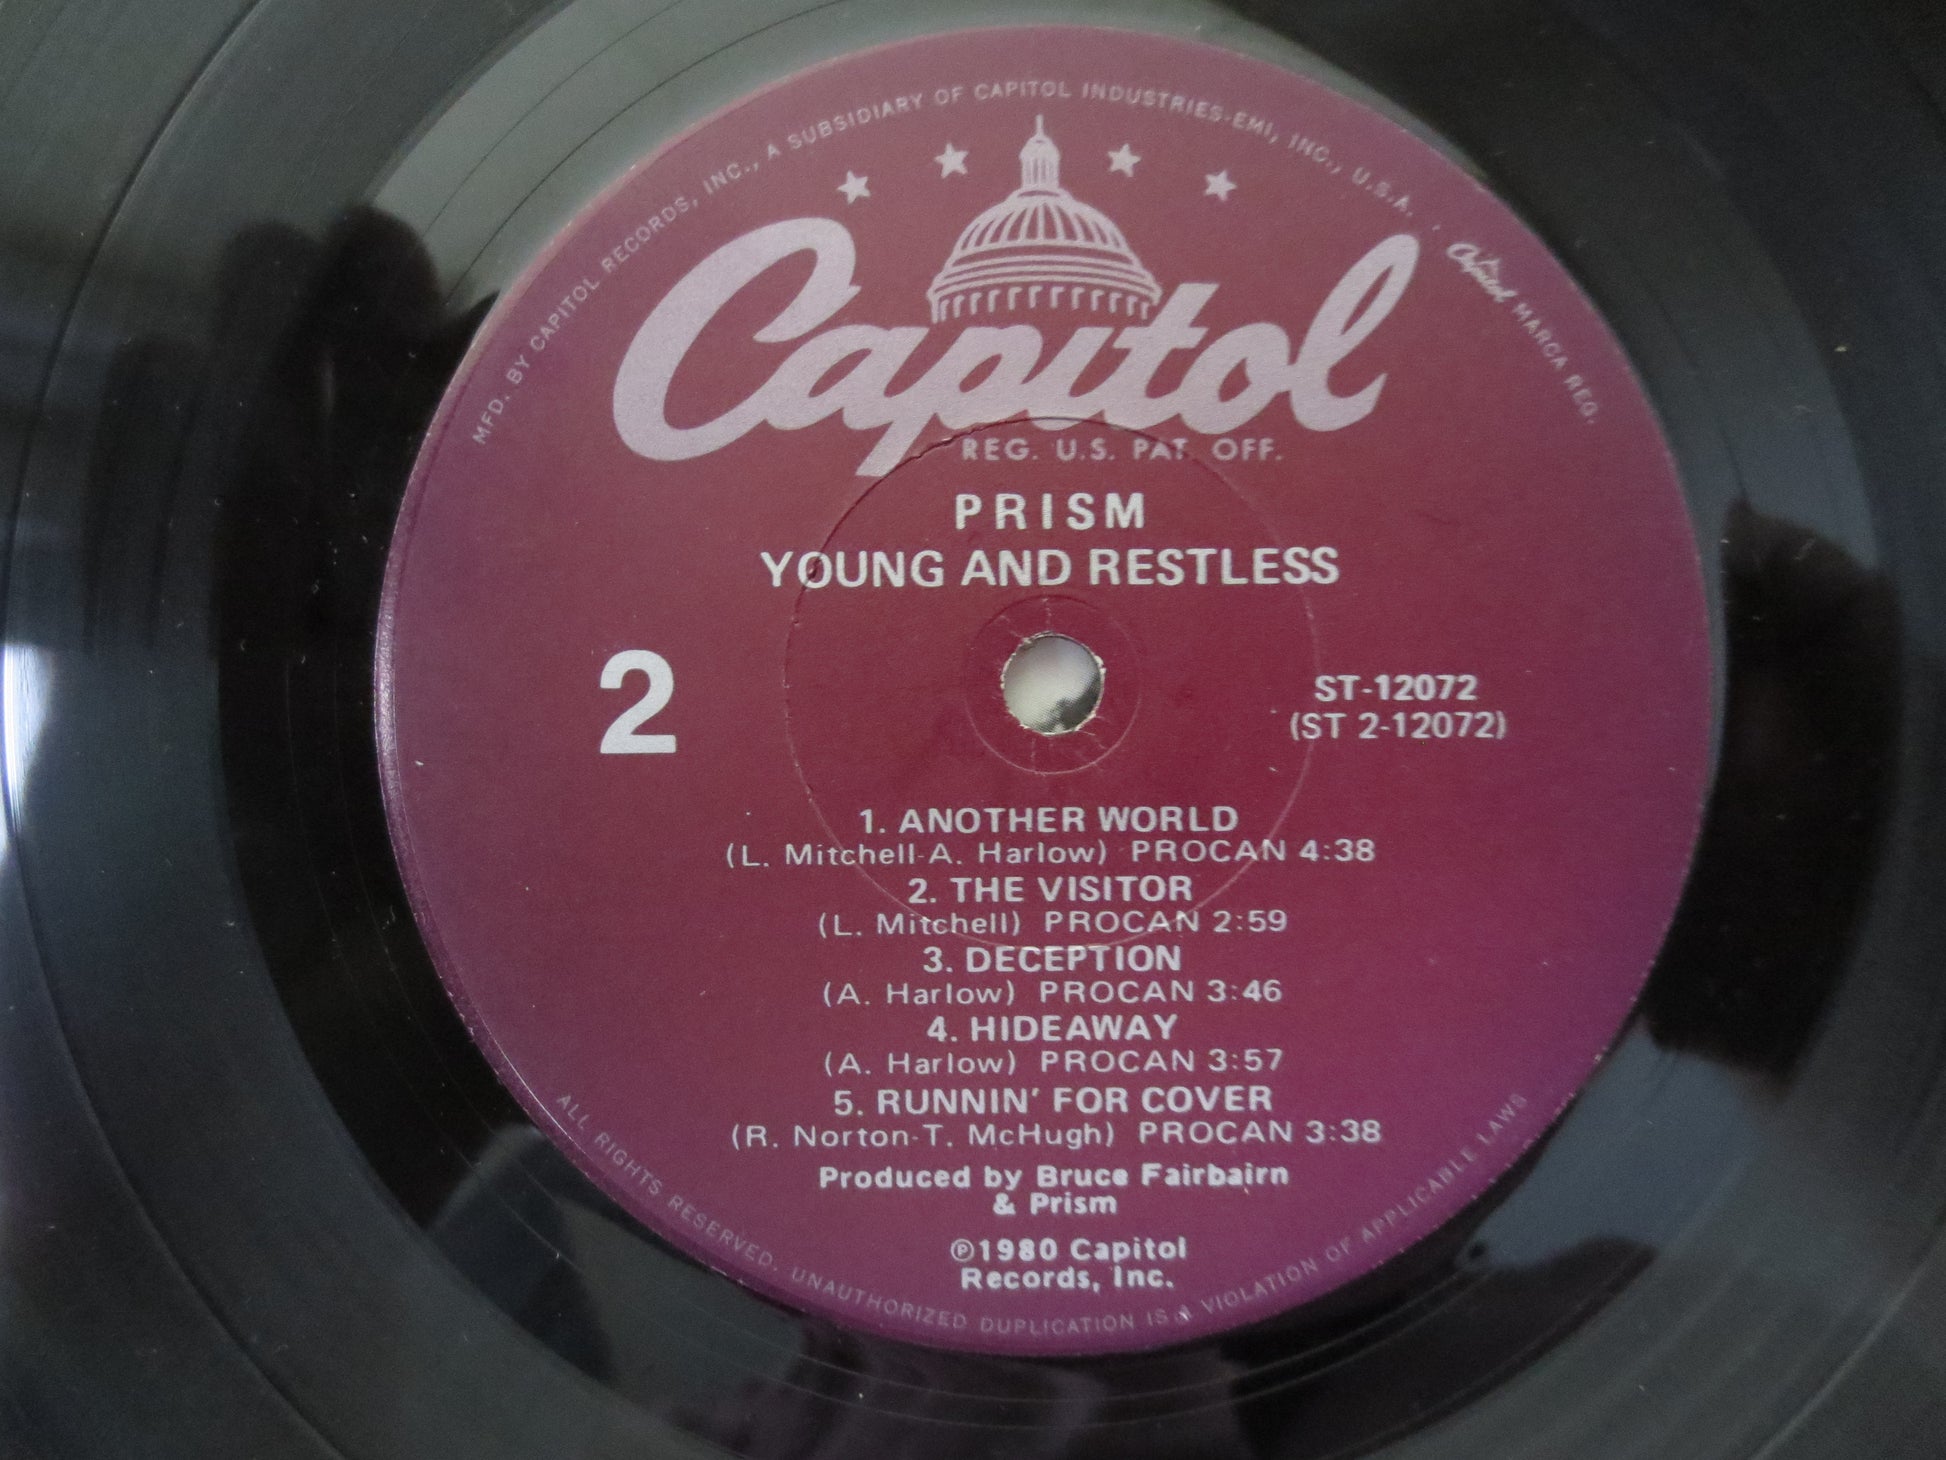 MFD. BY CAPITOL RECORDS, INC., A SUBSIDIARY OF CAPITOL INDUSTRIES-EMI, INC., U.S.A. · Capitol MARCA REG.
Capitol
REG. U.S. PAT. OFF.
PRISM
YOUNG AND RESTLESS
2
ST-12072
(ST 2-12072)
1. ANOTHER WORLD
(L. Mitchell-A. Harlow) PROCAN 4:38
2. THE VISITOR
(L. Mitchell) PROCAN 2:59
3. DECEPTION
(A. Harlow) PROCAN 3:46
4. HIDEAWAY
(A. Harlow) PROCAN 3:57
5. RUNNIN' FOR COVER
(R. Norton-T. McHugh) PROCAN 3:38
Produced by Bruce Fairbairn
& Prism
℗1980 Capitol
Records, Inc.
ALL RIGHTS RESERVED. UNAUTHORIZED DUPLICATION IS A VIOLATION OF APPLICABLE LAWS